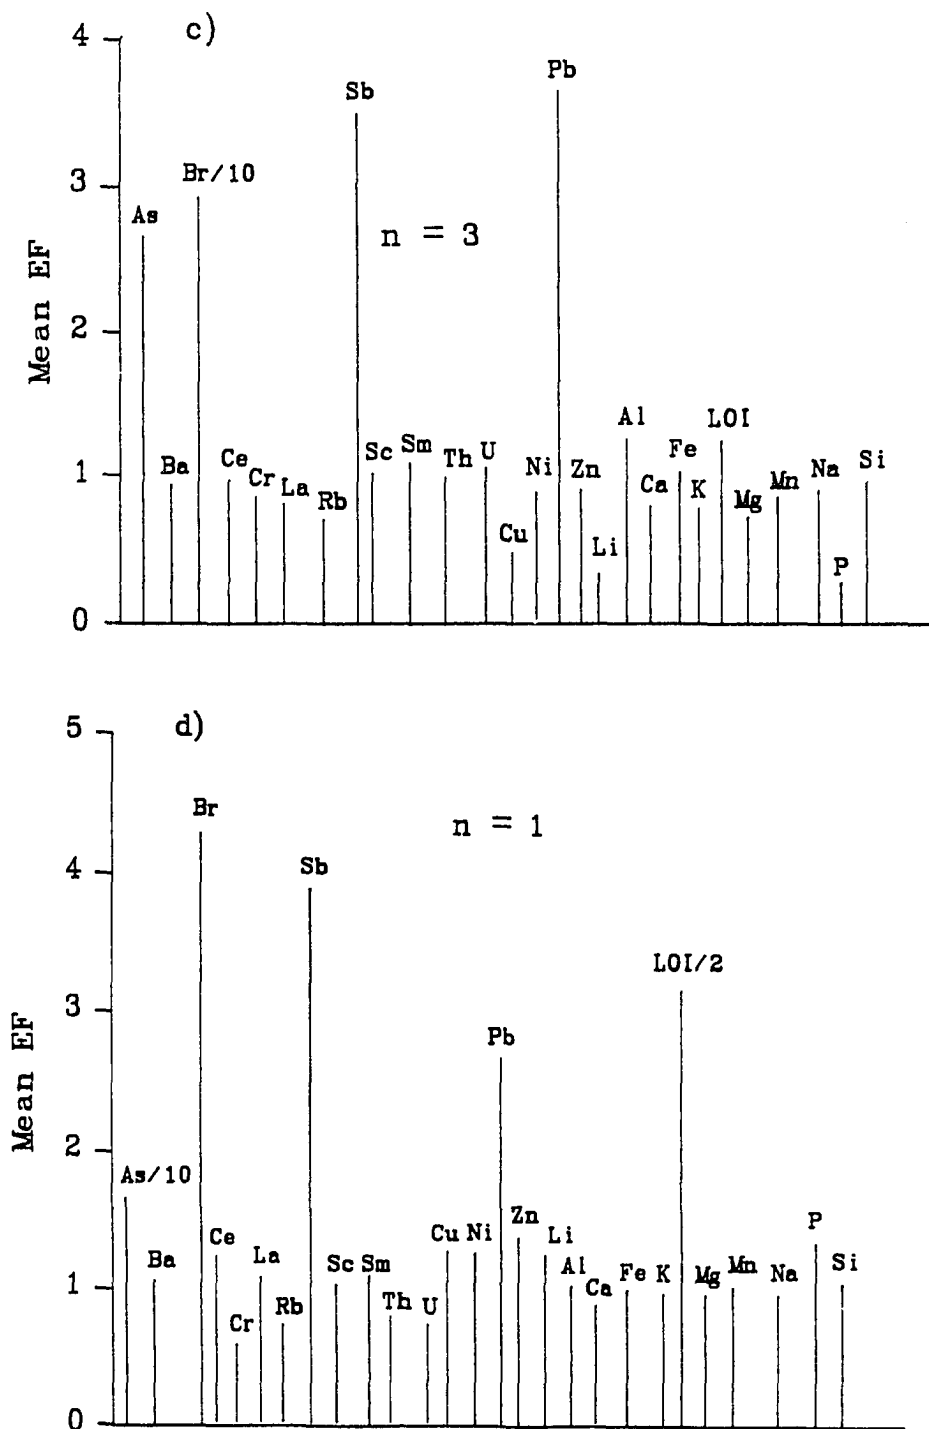 c)
4
3
2
1
0
Mean EF
As
Ba
Br/10
Ce
Cr
La
Rb
Sb
n = 3
Sc
Sm
Th
U
Cu
Ni
Pb
Zn
Li
Al
Ca
Fe
K
LOI
Mg
Mn
Na
P
Si
d)
5
4
3
2
1
0
Mean EF
As/10
Ba
Br
Ce
Cr
La
Rb
Sb
n = 1
Sc
Sm
Th
U
Cu
Ni
Pb
Zn
Li
Al
Ca
Fe
K
LOI/2
Mg
Mn
Na
P
Si